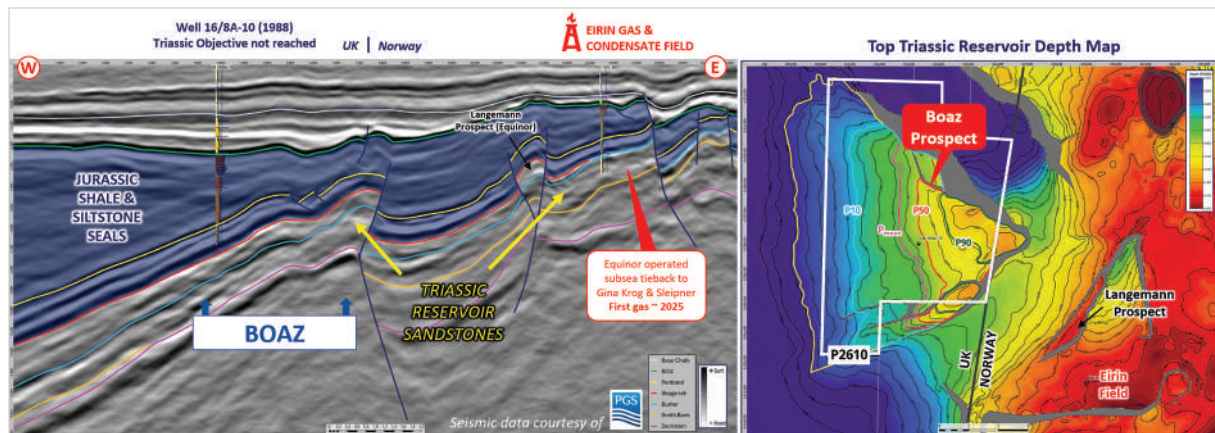 Well 16/8A-10 (1988)
Triassic Objective not reached
UK | Norway
EIRIN GAS &
CONDENSATE FIELD
W
E
Langemann
Prospect (Equinor)
JURASSIC
SHALE &
SILTSTONE
SEALS
BOAZ
TRIASSIC
RESERVOIR
SANDSTONES
Equinor operated
subsea tieback to
Gina Krog & Sleipner
First gas ~ 2025
Seismic data courtesy of
PGS
Base Chalk
BCU
Pentland
Skagerrak
Bunter
Smith Bank
Zechstein
Top Triassic Reservoir Depth Map
Boaz
Prospect
P10
Pmean
P50
P90
P2610
UK
NORWAY
Langemann
Prospect
Eirin
Field